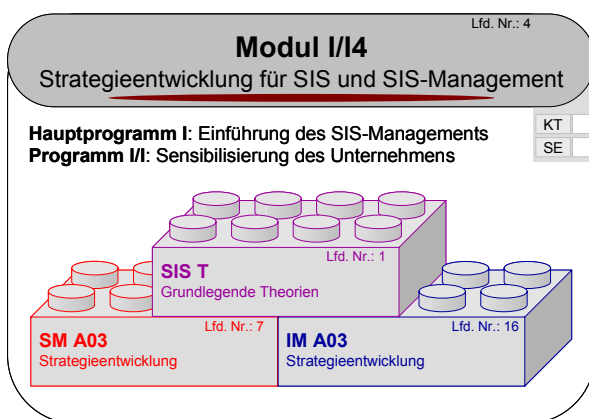 Lfd. Nr.: 4
Modul I/I4
Strategieentwicklung für SIS und SIS-Management
Hauptprogramm I: Einführung des SIS-Managements
Programm I/I: Sensibilisierung des Unternehmens
KT
SE
Lfd. Nr.: 1
SIS T
Grundlegende Theorien
Lfd. Nr.: 7
SM A03
Strategieentwicklung
Lfd. Nr.: 16
IM A03
Strategieentwicklung